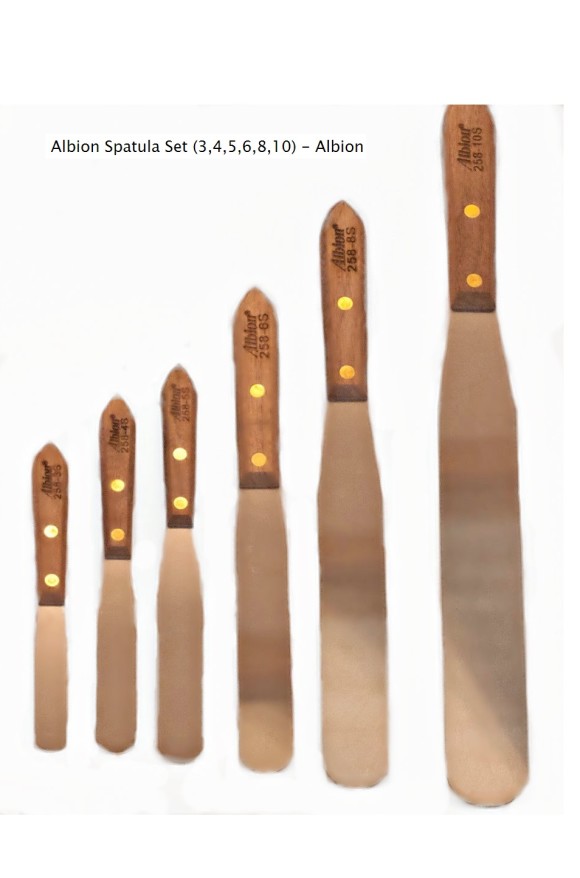 Albion Spatula Set (3,4,5,6,8,10) – Albion
Albion®
258-10S
Albion®
258-8S
Albion®
258-6S
Albion®
258-5S
Albion®
258-4S
Albion®
258-3S